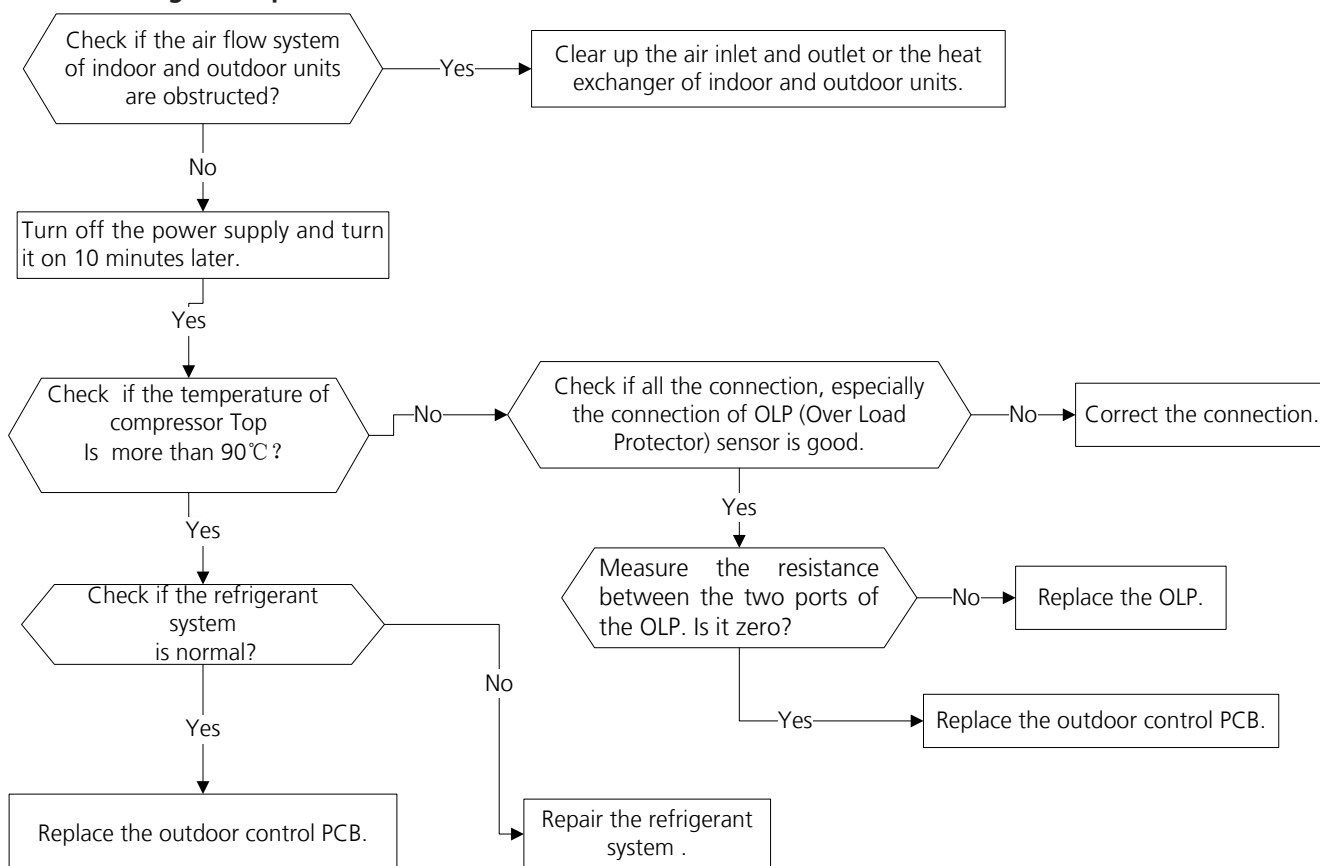 Check if the air flow system
of indoor and outdoor units
are obstructed?
Yes
Clear up the air inlet and outlet or the heat
exchanger of indoor and outdoor units.
No
Turn off the power supply and turn
it on 10 minutes later.
Yes
Check if the temperature of
compressor Top
Is more than 90℃?
No
Check if all the connection, especially
the connection of OLP (Over Load
Protector) sensor is good.
No
Correct the connection.
Yes
Yes
Measure the resistance
between the two ports of
the OLP. Is it zero?
No
Replace the OLP.
Check if the refrigerant
system
is normal?
No
Yes
Yes
Replace the outdoor control PCB.
Replace the outdoor control PCB.
Repair the refrigerant
system .